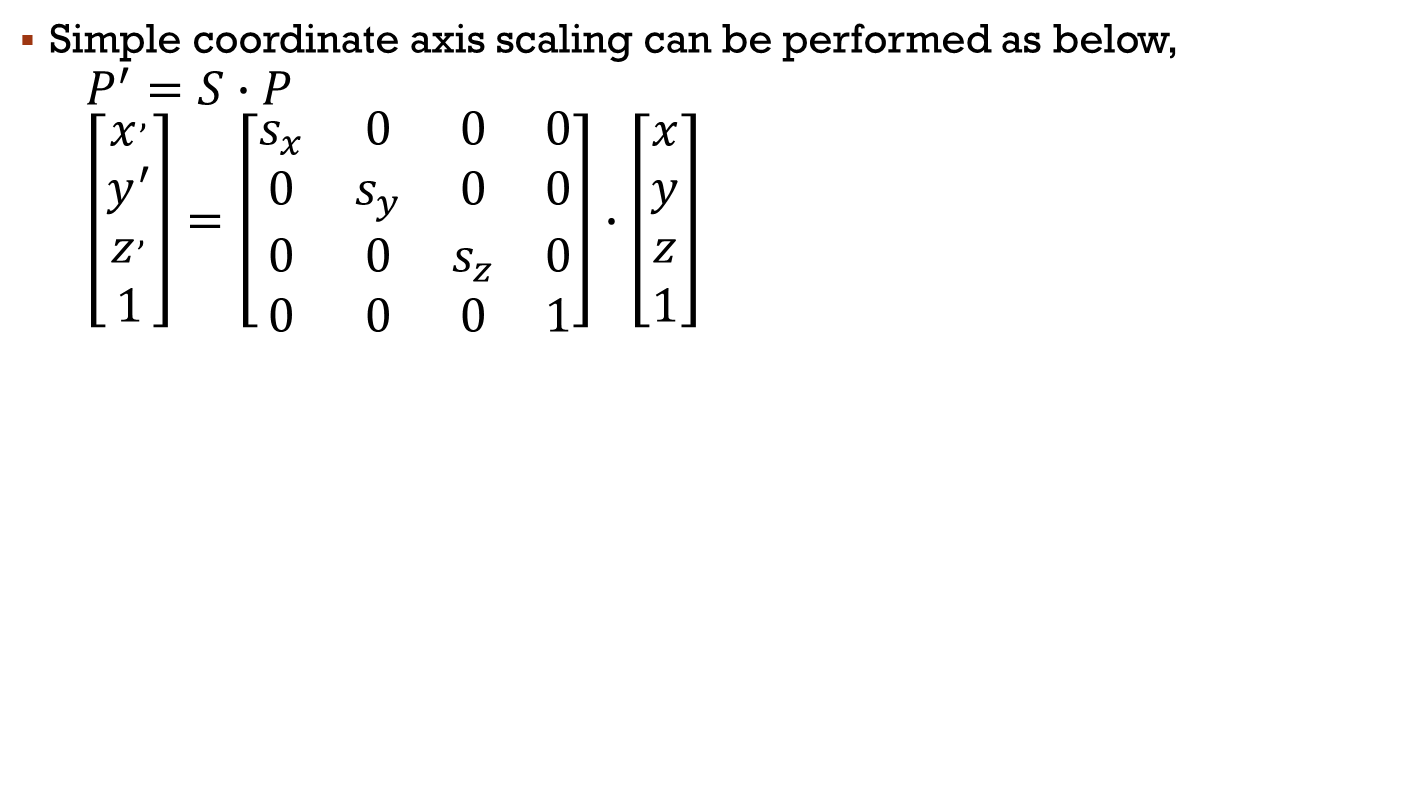 ▪ Simple coordinate axis scaling can be performed as below,
𝑃′ = 𝑆 ∙ 𝑃
[𝑥’ 𝑦′ 𝑧’ 1] = [𝑠ₓ 0 0 0; 0 𝑠_𝑦 0 0; 0 0 𝑠_𝑧 0; 0 0 0 1] ∙ [𝑥 𝑦 𝑧 1]